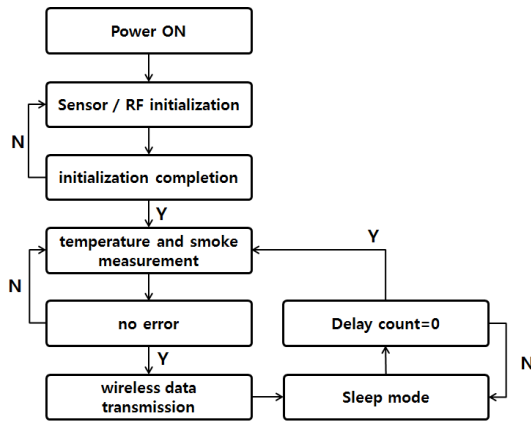 Power ON
Sensor / RF initialization
N
initialization completion
Y
temperature and smoke
measurement
Y
N
no error
Delay count=0
N
Y
wireless data
transmission
Sleep mode